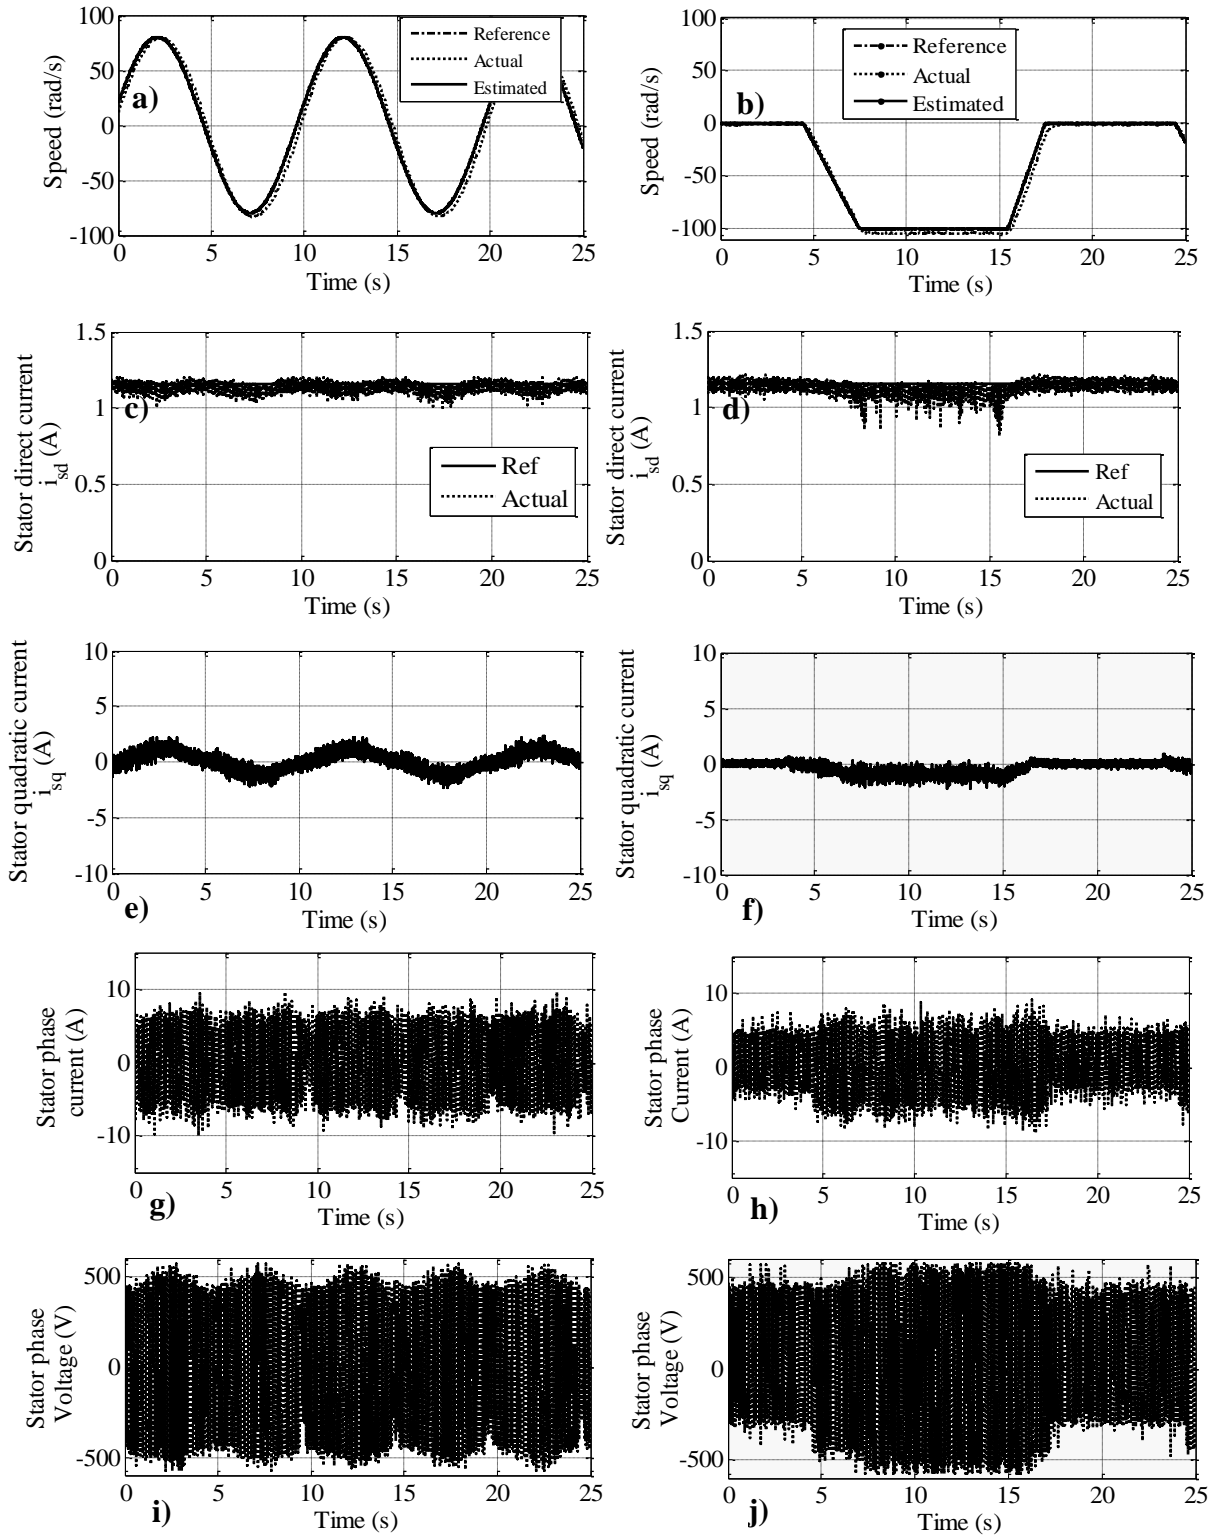 100
50
0
-50
-100
Speed (rad/s)
a)
Reference
Actual
Estimated
0 5 10 15 20 25
Time (s)
100
50
0
-50
-100
Speed (rad/s)
b)
Reference
Actual
Estimated
0 5 10 15 20 25
Time (s)
1.5
1
0.5
0
Stator direct current
i_sd (A)
c)
Ref
Actual
0 5 10 15 20 25
Time (s)
1.5
1
0.5
0
Stator direct current
i_sd (A)
d)
Ref
Actual
0 5 10 15 20 25
Time (s)
10
5
0
-5
-10
Stator quadratic current
i_sq (A)
0 5 10 15 20 25
e)
Time (s)
10
5
0
-5
-10
Stator quadratic current
i_sq (A)
0 5 10 15 20 25
f)
Time (s)
10
0
-10
Stator phase
current (A)
0 5 10 15 20 25
g)
Time (s)
10
0
-10
Stator phase
Current (A)
0 5 10 15 20 25
h)
Time (s)
500
0
-500
Stator phase
Voltage (V)
0 5 10 15 20 25
i)
Time (s)
500
0
-500
Stator phase
Voltage (V)
0 5 10 15 20 25
j)
Time (s)